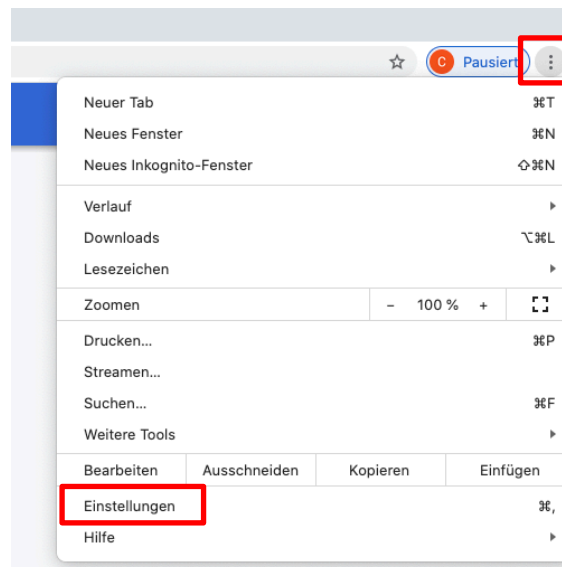 C Pausiert
Neuer Tab ⌘T
Neues Fenster ⌘N
Neues Inkognito-Fenster ⇧⌘N
Verlauf
Downloads ⌥⌘L
Lesezeichen
Zoomen − 100 % +
Drucken... ⌘P
Streamen...
Suchen... ⌘F
Weitere Tools
Bearbeiten Ausschneiden Kopieren Einfügen
Einstellungen ⌘,
Hilfe